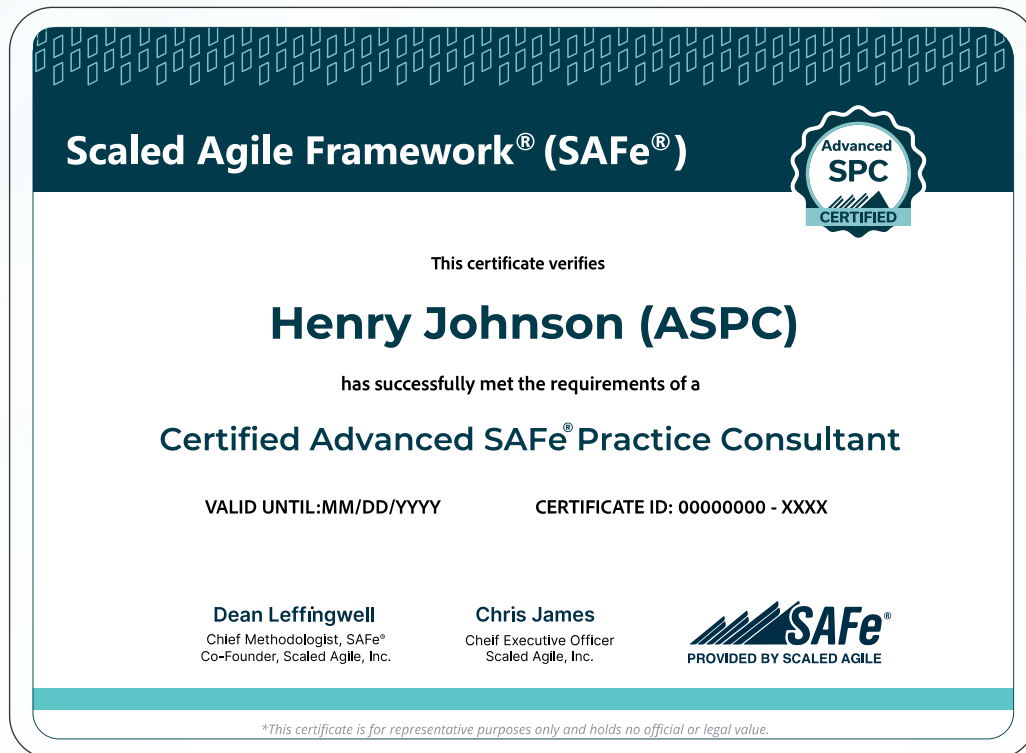 Scaled Agile Framework® (SAFe®)
Advanced
SPC
CERTIFIED
This certificate verifies
Henry Johnson (ASPC)
has successfully met the requirements of a
Certified Advanced SAFe® Practice Consultant
VALID UNTIL:MM/DD/YYYY
CERTIFICATE ID: 00000000 - XXXX
Dean Leffingwell
Chief Methodologist, SAFe®
Co-Founder, Scaled Agile, Inc.
Chris James
Cheif Executive Officer
Scaled Agile, Inc.
SAFe®
PROVIDED BY SCALED AGILE
*This certificate is for representative purposes only and holds no official or legal value.